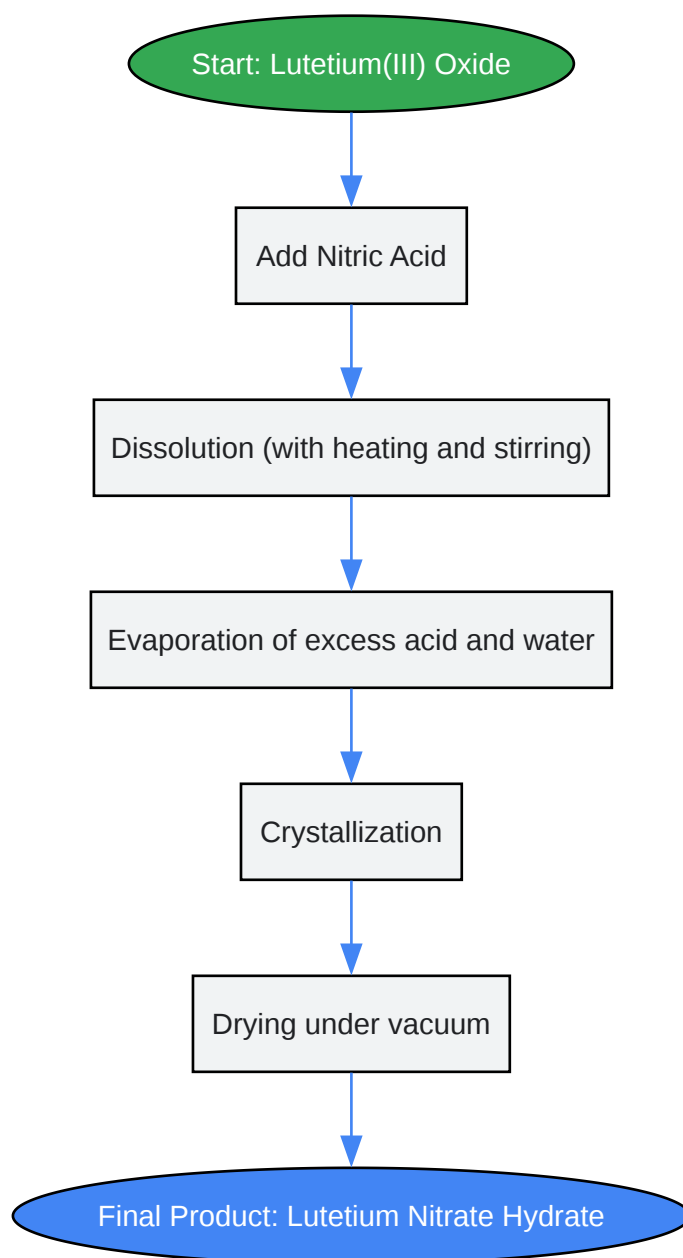 Start: Lutetium(III) Oxide
Add Nitric Acid
Dissolution (with heating and stirring)
Evaporation of excess acid and water
Crystallization
Drying under vacuum
Final Product: Lutetium Nitrate Hydrate